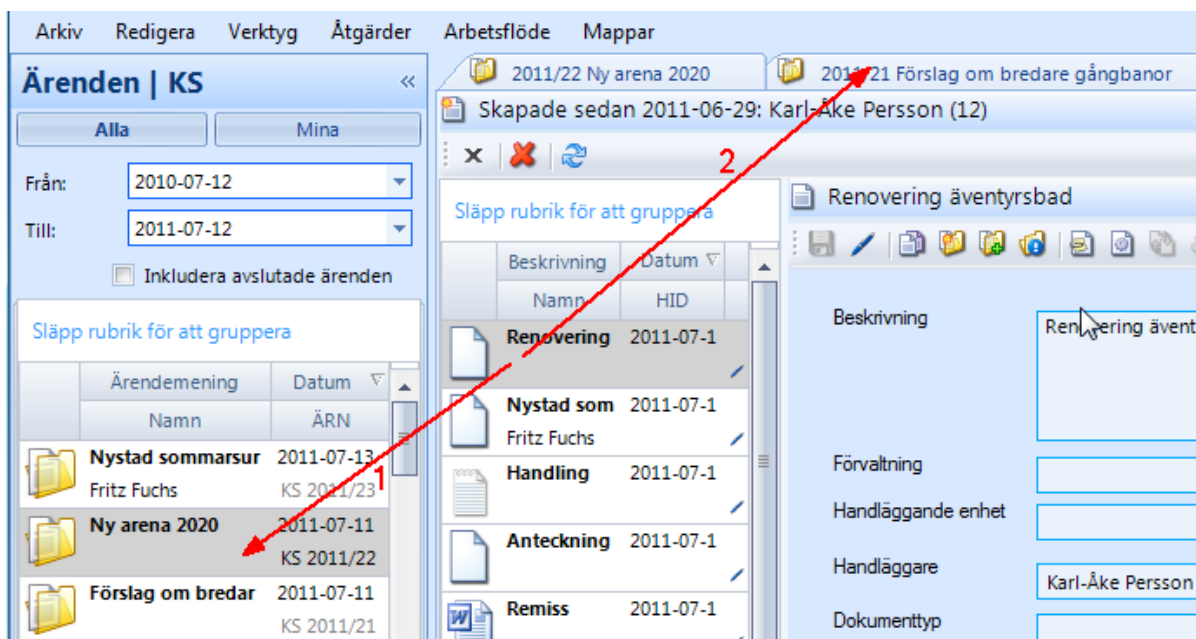 Arkiv Redigera Verktyg Åtgärder Arbetsflöde Mappar
Ärenden | KS «
Alla Mina
Från: 2010-07-12
Till: 2011-07-12
Inkludera avslutade ärenden
Släpp rubrik för att gruppera
Ärendemening Datum
Namn ÄRN
Nystad sommarsur 2011-07-13
Fritz Fuchs KS 2011/23
1
Ny arena 2020 2011-07-11
KS 2011/22
Förslag om bredar 2011-07-11
KS 2011/21
2011/22 Ny arena 2020 2011/21 Förslag om bredare gångbanor
Skapade sedan 2011-06-29: Karl-Åke Persson (12)
2
Släpp rubrik för att gruppera
Beskrivning Datum
Namn HID
Renovering 2011-07-1
Nystad som 2011-07-1
Fritz Fuchs
Handling 2011-07-1
Anteckning 2011-07-1
Remiss 2011-07-1
Renovering äventyrsbad
Beskrivning Renoveringävent
Förvaltning
Handläggande enhet
Handläggare Karl-Åke Persson
Dokumenttyp